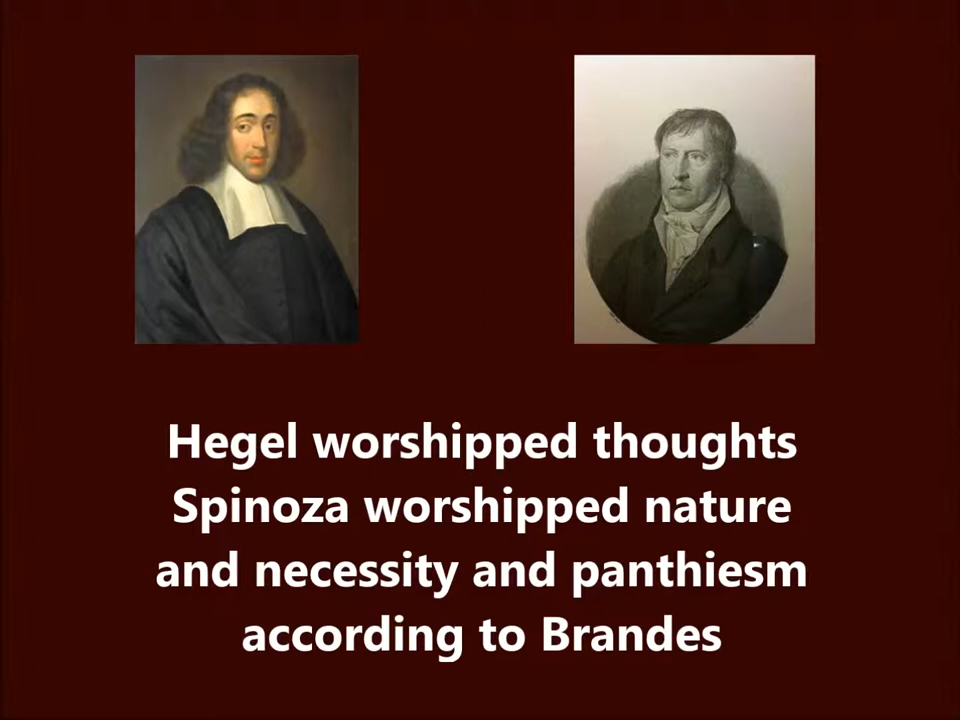 Hegel worshipped thoughts
Spinoza worshipped nature
and necessity and panthiesm
according to Brandes